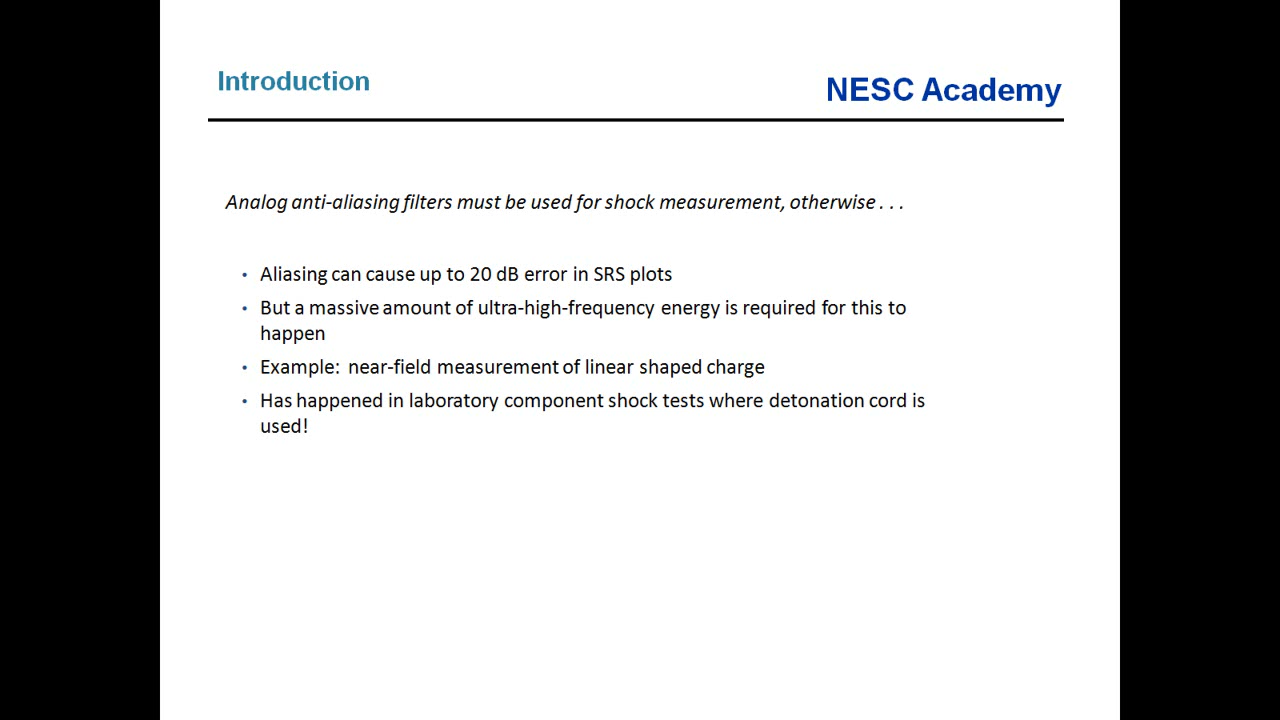 Introduction
NESC Academy
Analog anti-aliasing filters must be used for shock measurement, otherwise . . .
• Aliasing can cause up to 20 dB error in SRS plots
• But a massive amount of ultra-high-frequency energy is required for this to
happen
• Example:  near-field measurement of linear shaped charge
• Has happened in laboratory component shock tests where detonation cord is
used!